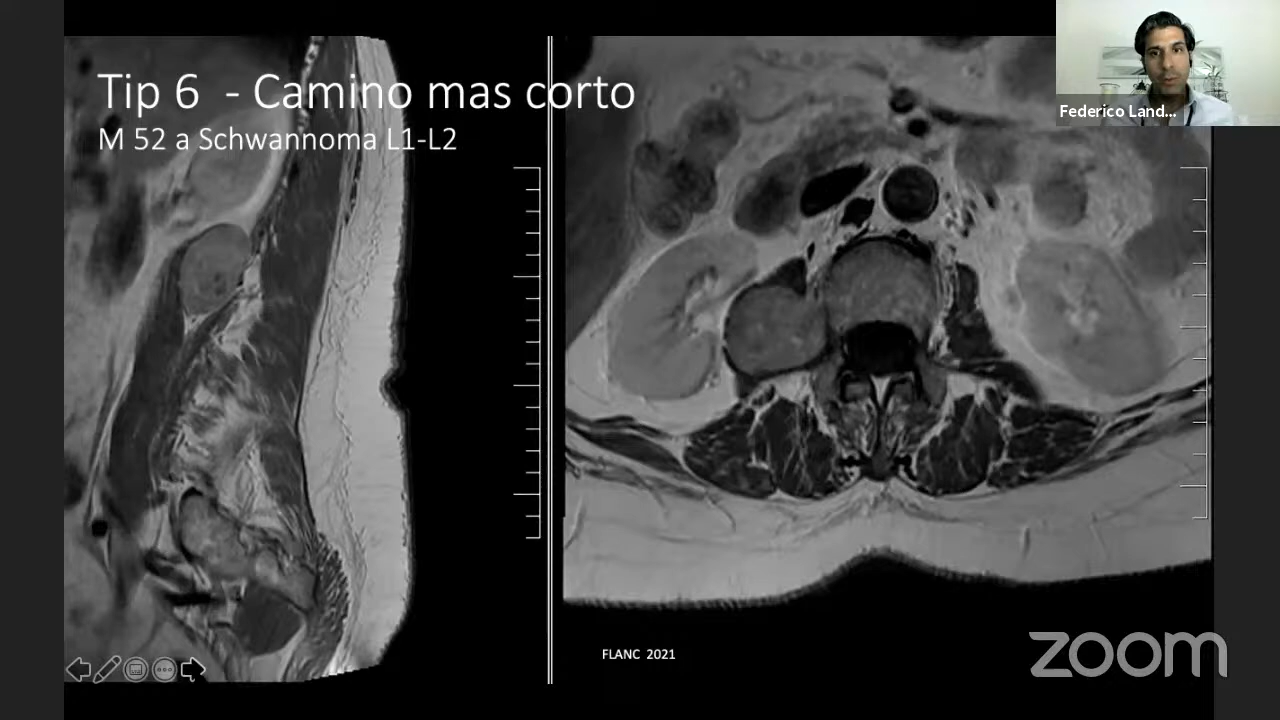 Tip 6 - Camino mas corto
M 52 a Schwannoma L1-L2
Federico Land...
FLANC 2021
zoom